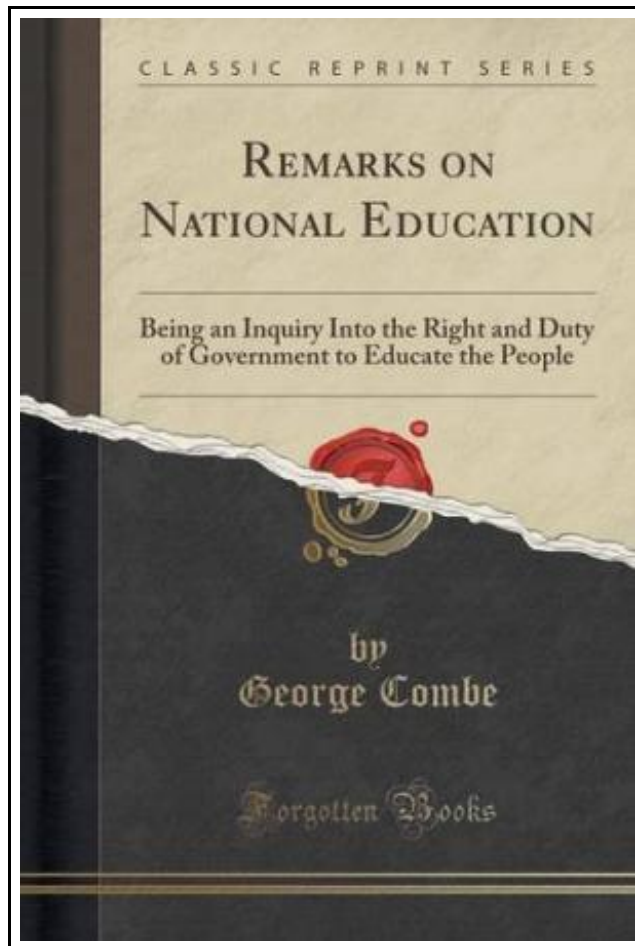 CLASSIC REPRINT SERIES
REMARKS ON
NATIONAL EDUCATION
Being an Inquiry Into the Right and Duty
of Government to Educate the People
by
George Combe
Forgotten Books